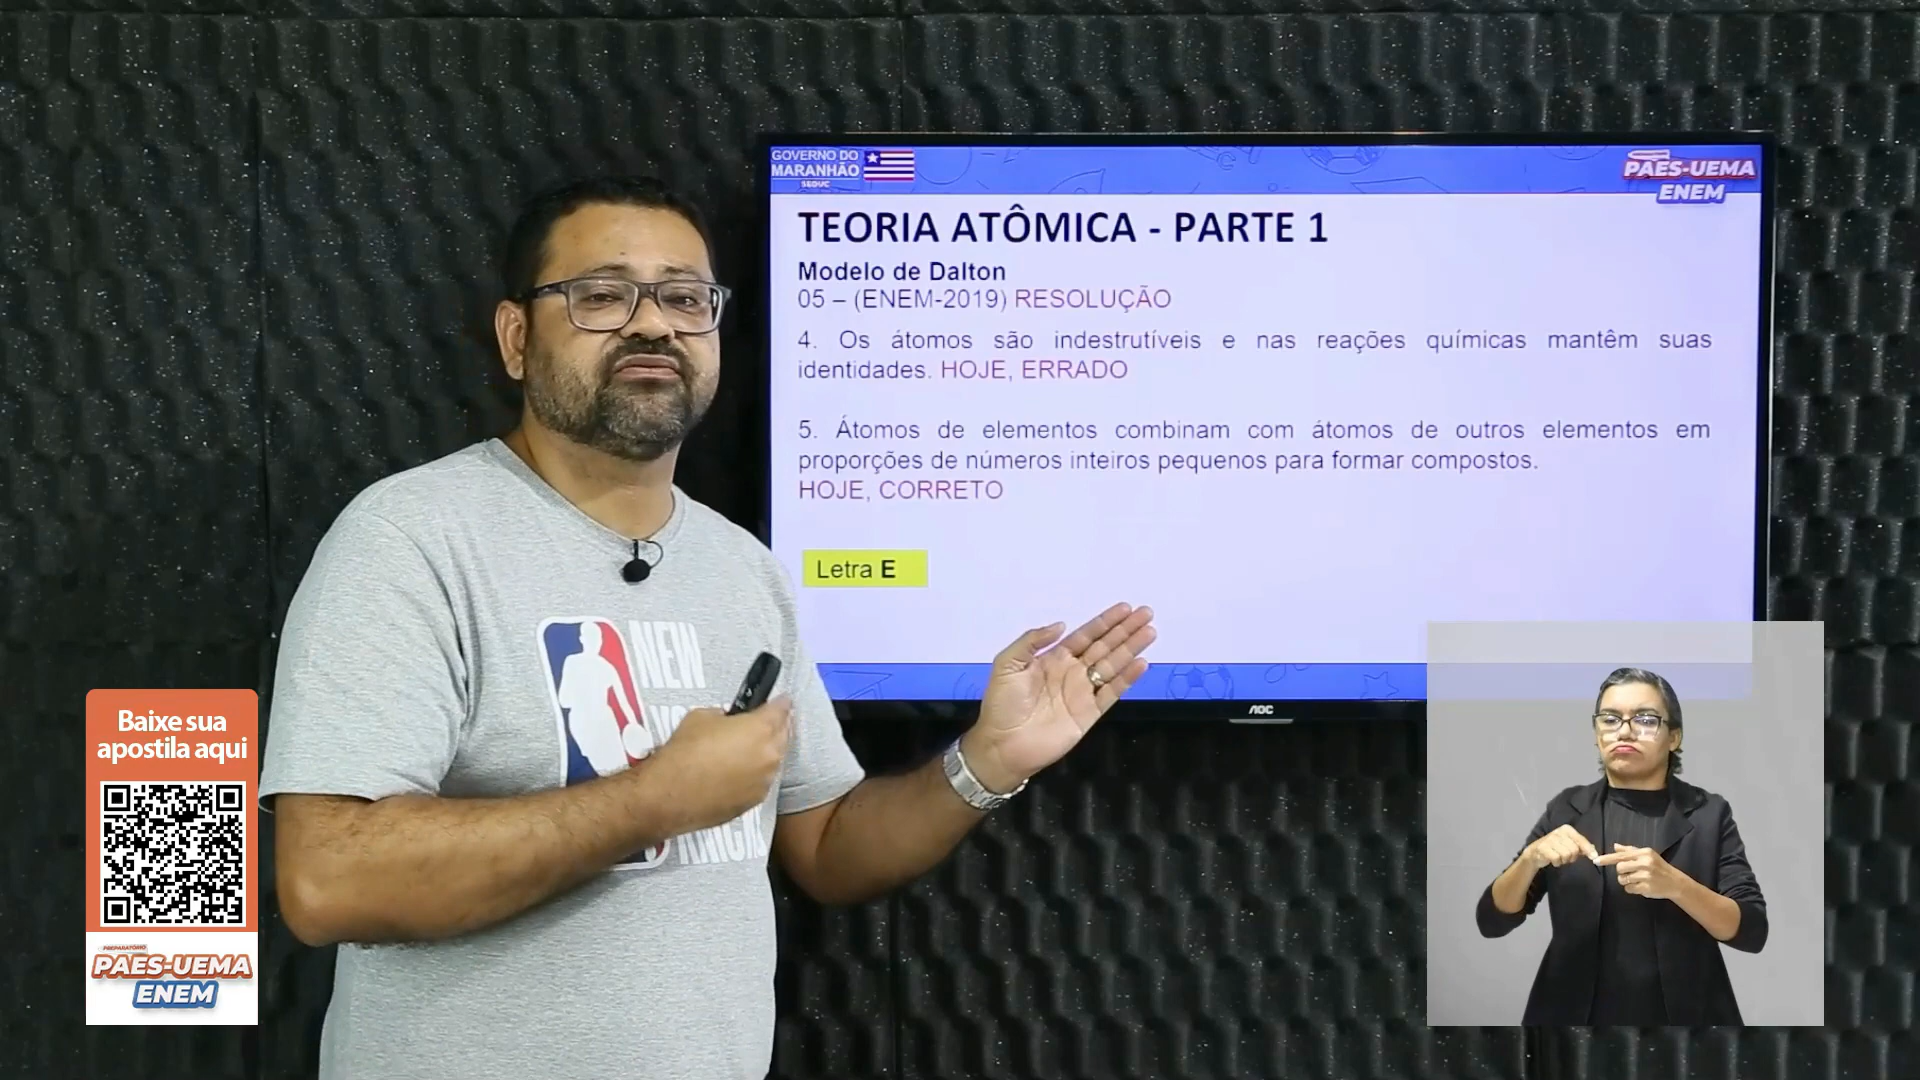 GOVERNO DO
MARANHÃO
SEDUC
PAES-UEMA
ENEM
TEORIA ATÔMICA - PARTE 1
Modelo de Dalton
05 – (ENEM-2019) RESOLUÇÃO
4. Os átomos são indestrutíveis e nas reações químicas mantêm suas
identidades. HOJE, ERRADO
5. Átomos de elementos combinam com átomos de outros elementos em
proporções de números inteiros pequenos para formar compostos.
HOJE, CORRETO
Letra E
AOC
NEW
Baixe sua
apostila aqui
PREPARATÓRIO
PAES-UEMA
ENEM